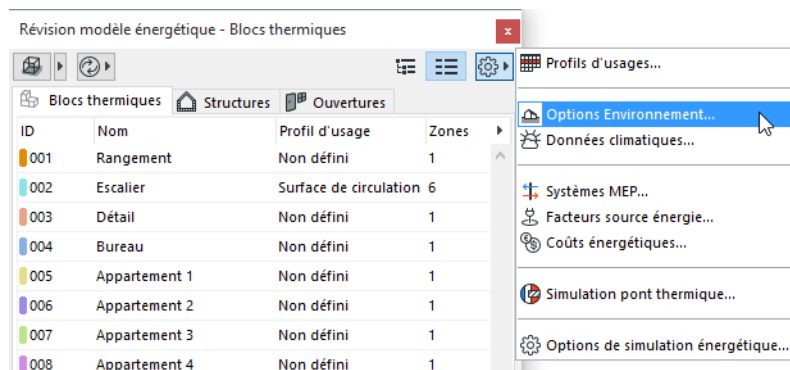 Révision modèle énergétique - Blocs thermiques
x
Blocs thermiques Structures Ouvertures
ID Nom Profil d'usage Zones
001 Rangement Non défini 1
002 Escalier Surface de circulation 6
003 Détail Non défini 1
004 Bureau Non défini 1
005 Appartement 1 Non défini 1
006 Appartement 2 Non défini 1
007 Appartement 3 Non défini 1
008 Appartement 4 Non défini 1
Profils d'usages...
Options Environnement...
Données climatiques...
Systèmes MEP...
Facteurs source énergie...
Coûts énergétiques...
Simulation pont thermique...
Options de simulation énergétique...